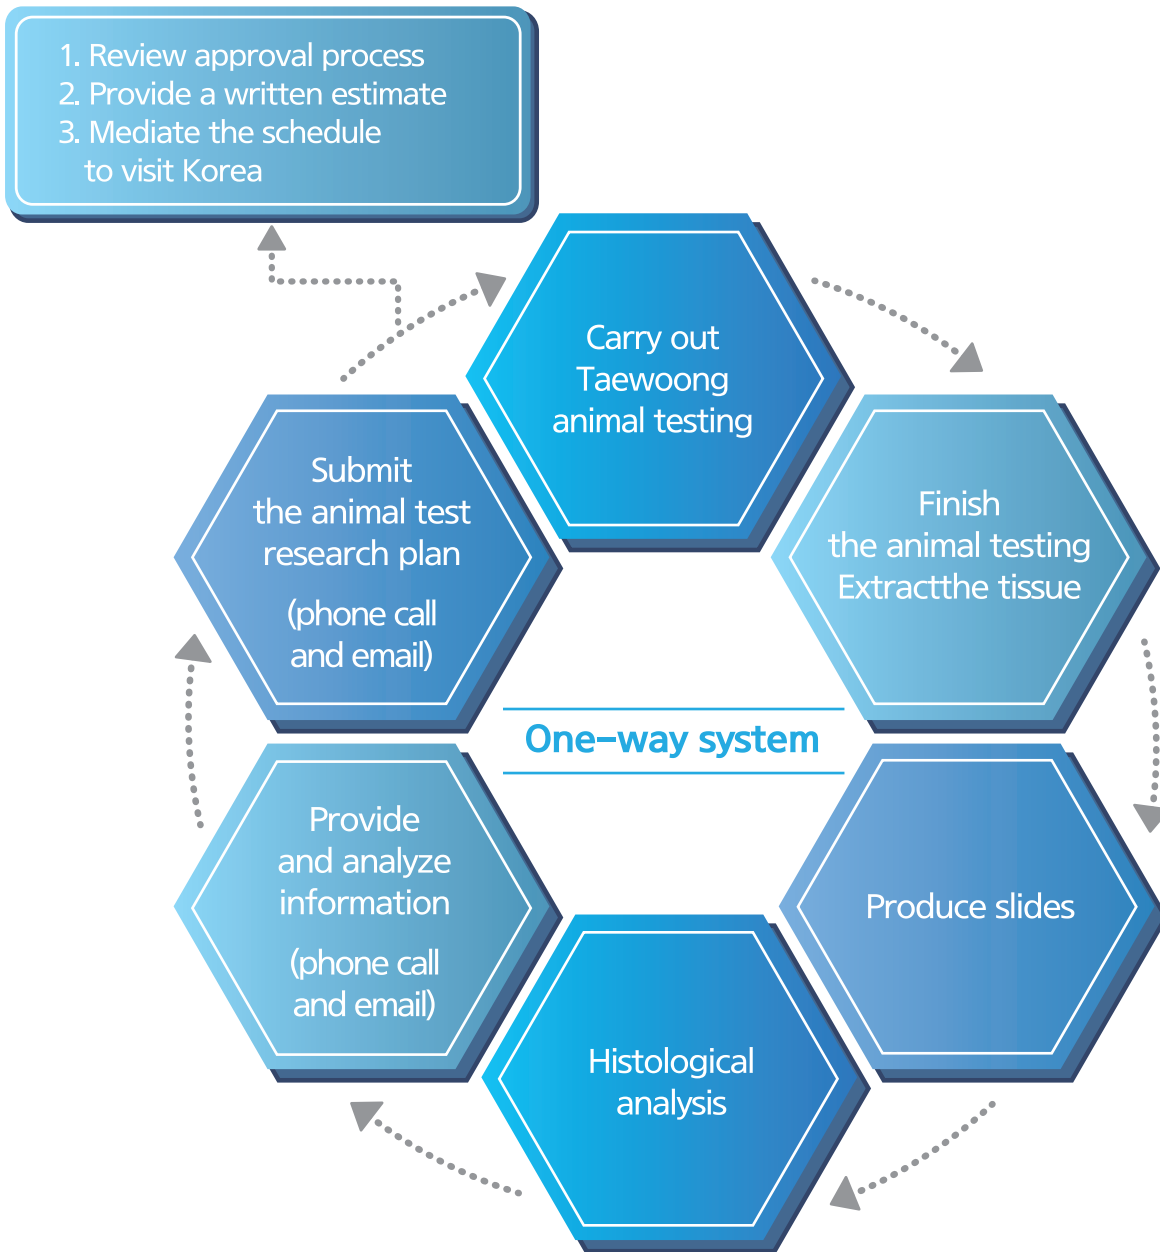 1. Review approval process
2. Provide a written estimate
3. Mediate the schedule
to visit Korea
Carry out
Taewoong
animal testing
Submit
the animal test
research plan
(phone call
and email)
Finish
the animal testing
Extractthe tissue
One-way system
Provide
and analyze
information
(phone call
and email)
Produce slides
Histological
analysis